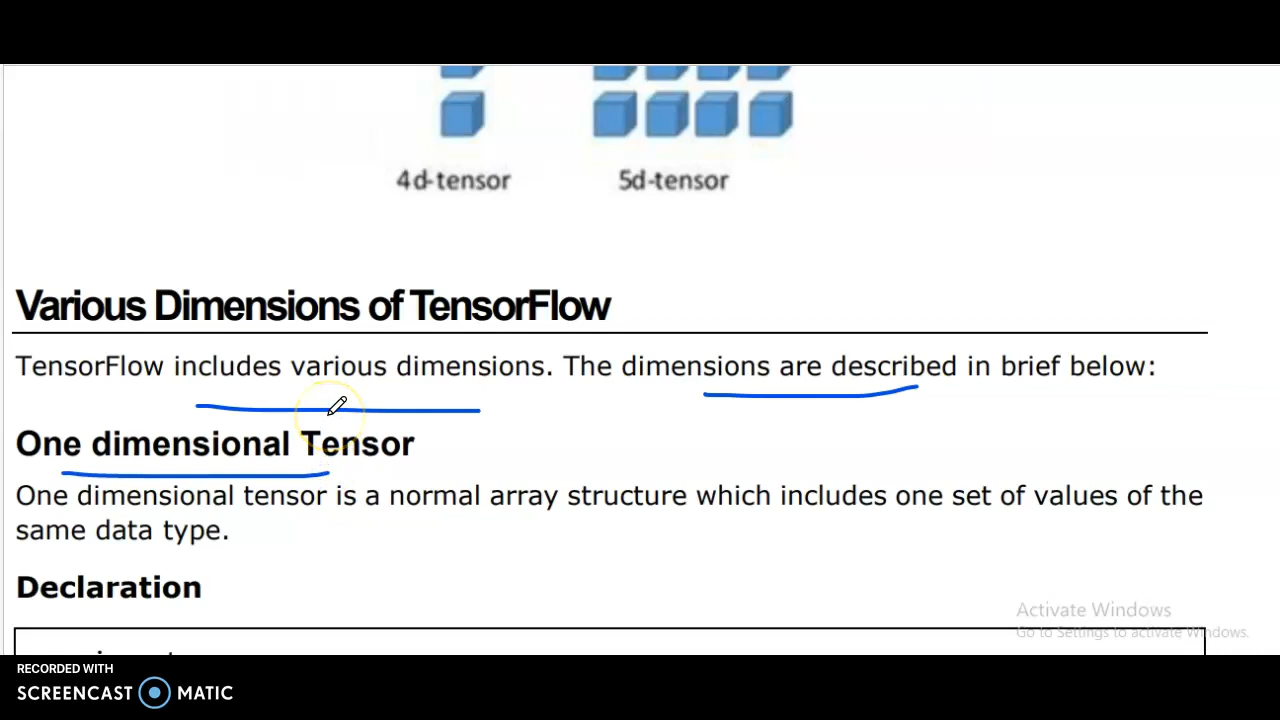 4d-tensor 5d-tensor
Various Dimensions of TensorFlow
TensorFlow includes various dimensions. The dimensions are described in brief below:
One dimensional Tensor
One dimensional tensor is a normal array structure which includes one set of values of the
same data type.
Declaration
Activate Windows
Go to Settings to activate Windows.
RECORDED WITH
SCREENCAST MATIC